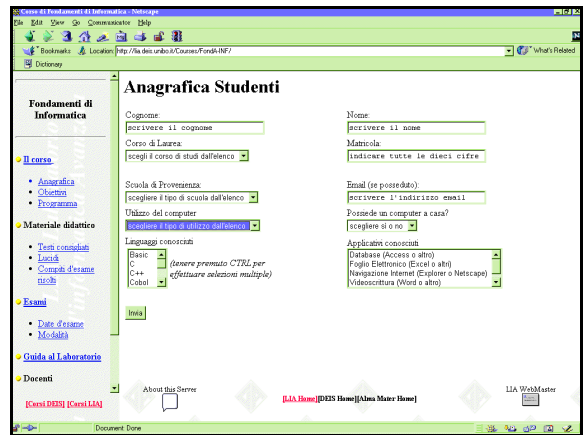 Corso di Fondamenti di Informatica - Netscape
File Edit View Go Communicator Help
Bookmarks Location: http://lia.deis.unibo.it/Courses/FondA-INF/ What's Related
Dictionary
Fondamenti di
Informatica
Il corso
Anagrafica
Obiettivi
Programma
Materiale didattico
Testi consigliati
Lucidi
Compiti d'esame
risolti
Esami
Date d'esame
Modalità
Guida al Laboratorio
Docenti
[Corsi DEIS] [Corsi LIA]
Anagrafica Studenti
Cognome: Nome:
scrivere il cognome scrivere il nome
Corso di Laurea: Matricola:
scegli il corso di studi dall'elenco indicare tutte le dieci cifre
Scuola di Provenienza: Email (se posseduto):
scegliere il tipo di scuola dall'elenco scrivere l'indirizzo email
Utilizzo del computer Possiede un computer a casa?
scegliere il tipo di utilizzo dall'elenco scegliere si o no
Linguaggi conosciuti Applicativi conosciuti
Basic Database (Access o altro)
C (tenere premuto CTRL per Foglio Elettronico (Excel o altri)
C++ effettuare selezioni multiple) Navigazione Internet (Explorer o Netscape)
Cobol Videoscrittura (Word o altro)
Invia
About this Server LIA WebMaster
[LIA Home][DEIS Home][Alma Mater Home]
Document: Done